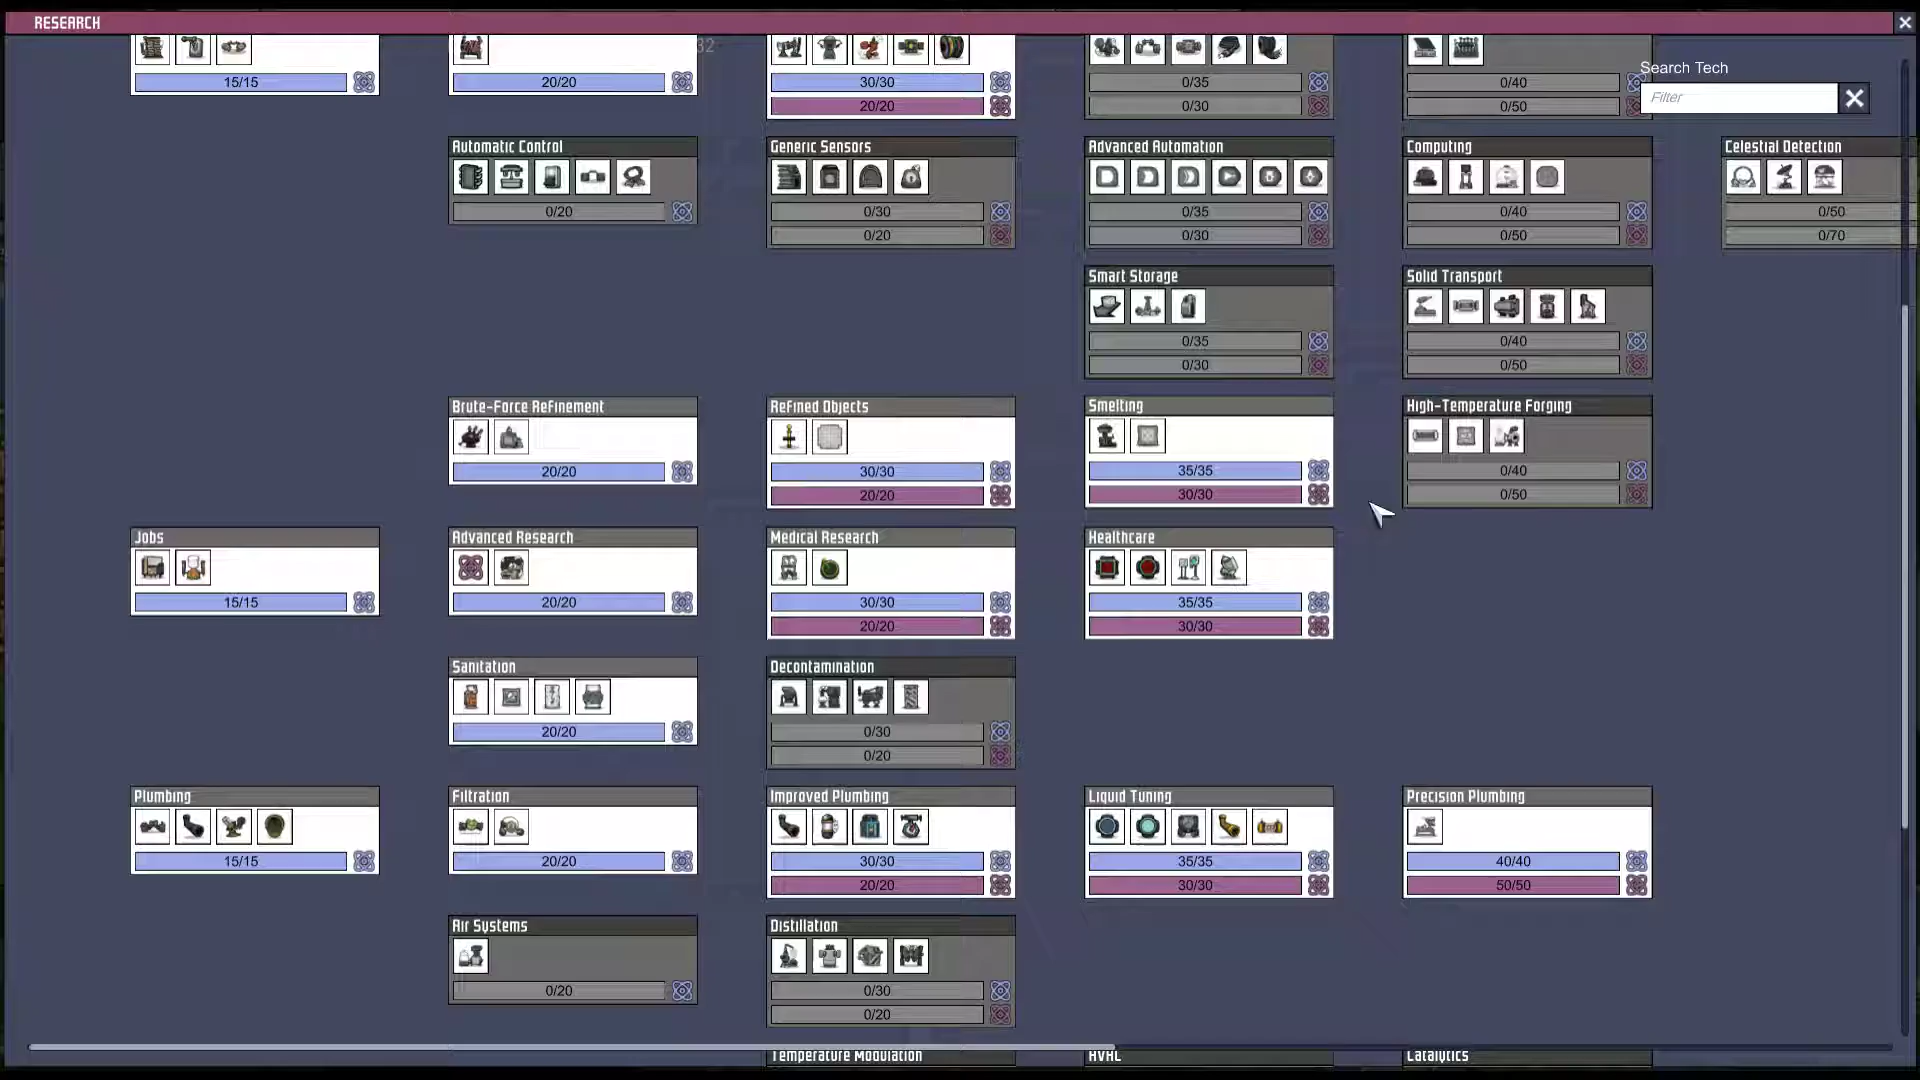 RESEARCH
32
Search Tech
Filter
15/15
20/20
30/30
20/20
0/35
0/30
0/40
0/50
Automatic Control
0/20
Generic Sensors
0/30
0/20
Advanced Automation
0/35
0/30
Computing
0/40
0/50
Celestial Detection
0/50
0/70
Smart Storage
0/35
0/30
Solid Transport
0/40
0/50
Brute-Force Refinement
20/20
Refined Objects
30/30
20/20
Smelting
35/35
30/30
High-Temperature Forging
0/40
0/50
Jobs
15/15
Advanced Research
20/20
Medical Research
30/30
20/20
Healthcare
35/35
30/30
Sanitation
20/20
Decontamination
0/30
0/20
Plumbing
15/15
Filtration
20/20
Improved Plumbing
30/30
20/20
Liquid Tuning
35/35
30/30
Precision Plumbing
40/40
50/50
Air Systems
0/20
Distillation
0/30
0/20
Temperature Modulation
HVAC
Catalytics